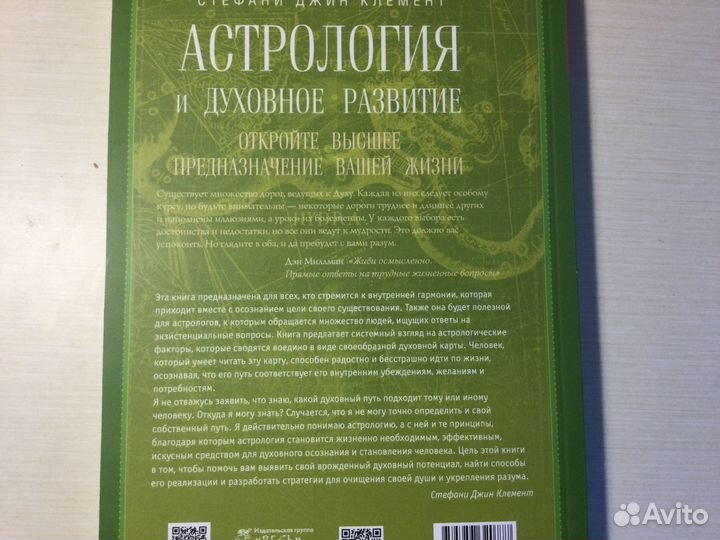 СТЕФАНИ ДЖИН КЛЕМЕНТ
АСТРОЛОГИЯ
И ДУХОВНОЕ РАЗВИТИЕ
ОТКРОЙТЕ ВЫСШЕЕ
ПРЕДНАЗНАЧЕНИЕ ВАШЕЙ ЖИЗНИ
Существует множество дорог, ведущих к Духу. Каждая из них следует особому
курсу, но будьте внимательны — некоторые дороги труднее и длиннее других
и наполнены иллюзиями, а уроки их болезненны. У каждого выбора есть
достоинства и недостатки, но все они ведут к мудрости. Это должно вас
успокоить. Но глядите в оба, и да пребудет с вами разум.
Дэн Миллман «Живи осмысленно.
Прямые ответы на трудные жизненные вопросы»
Эта книга предназначена для всех, кто стремится к внутренней гармонии, которая
приходит вместе с осознанием цели своего существования. Также она будет полезной
для астрологов, к которым обращается множество людей, ищущих ответы на
экзистенциальные вопросы. Книга предлагает системный взгляд на астрологические
факторы, которые сводятся воедино в виде своеобразной духовной карты. Человек,
который умеет читать эту карту, способен радостно и бесстрашно идти по жизни,
осознавая, что его путь соответствует его внутренним убеждениям, желаниям и
потребностям.
Я не отважусь заявить, что знаю, какой духовный путь подходит тому или иному
человеку. Откуда я могу знать? Случается, что я не могу точно определить и свой
собственный путь. Я действительно понимаю астрологию, а с ней и те принципы,
благодаря которым астрология становится жизненно необходимым, эффективным,
искусным средством для духовного осознания и становления человека. Цель этой книги
в том, чтобы помочь вам выявить свой врожденный духовный потенциал, найти способы
его реализации и разработать стратегии для очищения своей души и укрепления разума.
Стефани Джин Клемент
Издательская группа
«ВЕСЬ»
Avito